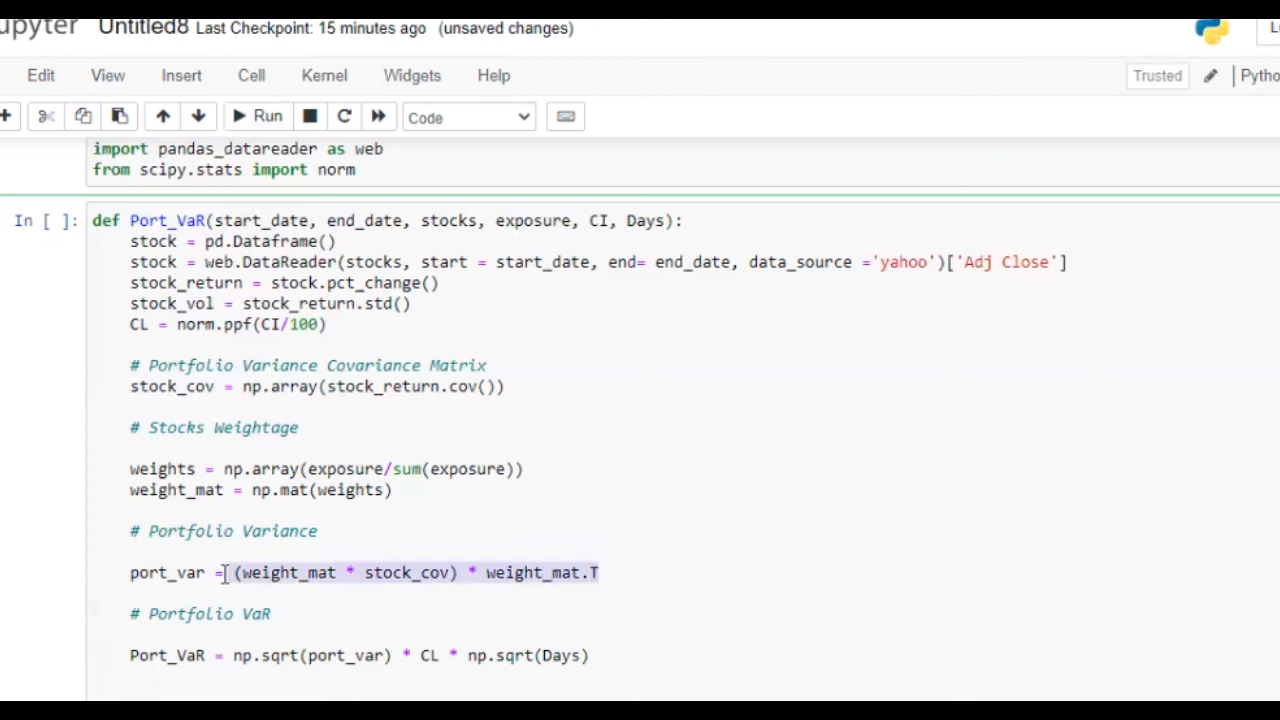 upyter Untitled8 Last Checkpoint: 15 minutes ago (unsaved changes)
Edit View Insert Cell Kernel Widgets Help Trusted Pytho
Run Code
import pandas_datareader as web
from scipy.stats import norm
In [ ]: def Port_VaR(start_date, end_date, stocks, exposure, CI, Days):
stock = pd.Dataframe()
stock = web.DataReader(stocks, start = start_date, end= end_date, data_source ='yahoo')['Adj Close']
stock_return = stock.pct_change()
stock_vol = stock_return.std()
CL = norm.ppf(CI/100)
# Portfolio Variance Covariance Matrix
stock_cov = np.array(stock_return.cov())
# Stocks Weightage
weights = np.array(exposure/sum(exposure))
weight_mat = np.mat(weights)
# Portfolio Variance
port_var = (weight_mat * stock_cov) * weight_mat.T
# Portfolio VaR
Port_VaR = np.sqrt(port_var) * CL * np.sqrt(Days)